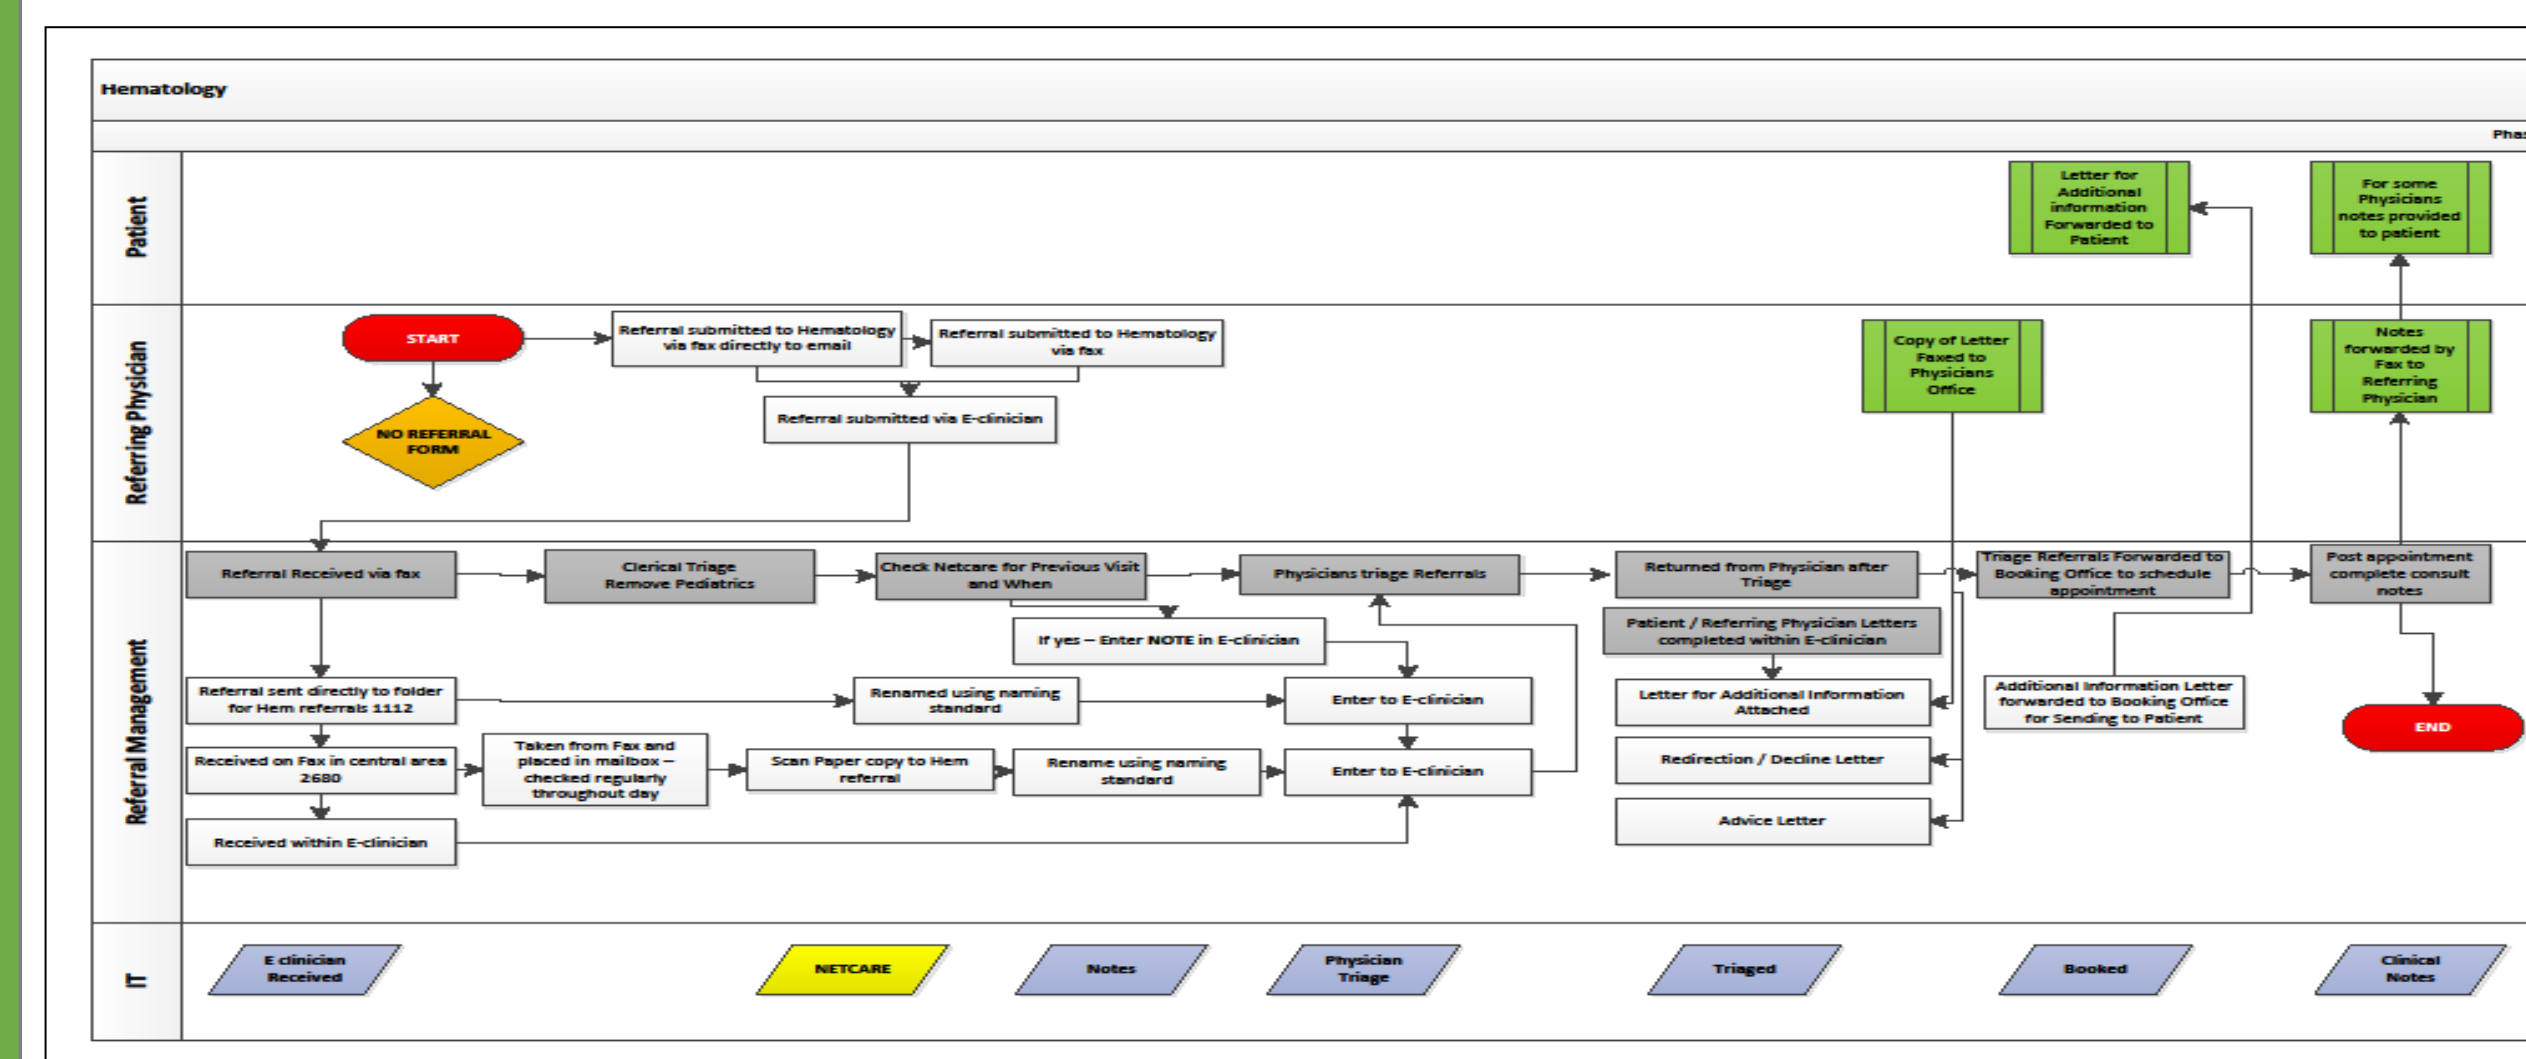 Hematology
Phas
Patient
Letter for
Additional
information
Forwarded to
Patient
For some
Physicians
notes provided
to patient
Referring Physician
START
Referral submitted to Hematology
via fax directly to email
Referral submitted to Hematology
via fax
NO REFERRAL
FORM
Referral submitted via E-clinician
Copy of Letter
Faxed to
Physicians
Office
Notes
forwarded by
Fax to
Referring
Physician
Referral Management
Referral Received via fax
Clerical Triage
Remove Pediatrics
Check Netcare for Previous Visit
and When
Physicians triage Referrals
Returned from Physician after
Triage
Triage Referrals Forwarded to
Booking Office to schedule
appointment
Post appointment
complete consult
notes
If yes – Enter NOTE in E-clinician
Patient / Referring Physician Letters
completed within E-clinician
Referral sent directly to folder
for Hem referrals 1112
Renamed using naming
standard
Enter to E-clinician
Letter for Additional Information
Attached
Additional Information Letter
forwarded to Booking Office
for Sending to Patient
END
Received on Fax in central area
2680
Taken from Fax and
placed in mailbox –
checked regularly
throughout day
Scan Paper copy to Hem
referral
Rename using naming
standard
Enter to E-clinician
Redirection / Decline Letter
Advice Letter
Received within E-clinician
IT
E clinician
Received
NETCARE
Notes
Physician
Triage
Triaged
Booked
Clinical
Notes